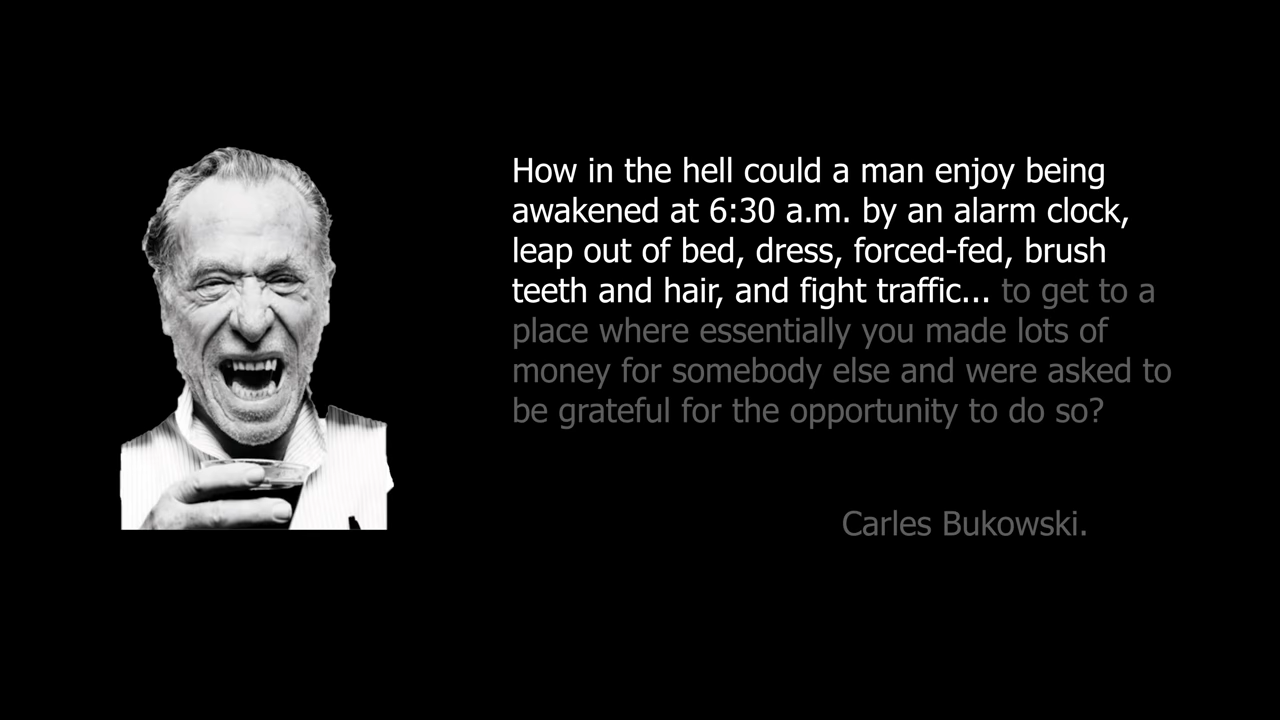 How in the hell could a man enjoy being
awakened at 6:30 a.m. by an alarm clock,
leap out of bed, dress, forced-fed, brush
teeth and hair, and fight traffic... to get to a
place where essentially you made lots of
money for somebody else and were asked to
be grateful for the opportunity to do so?
Carles Bukowski.